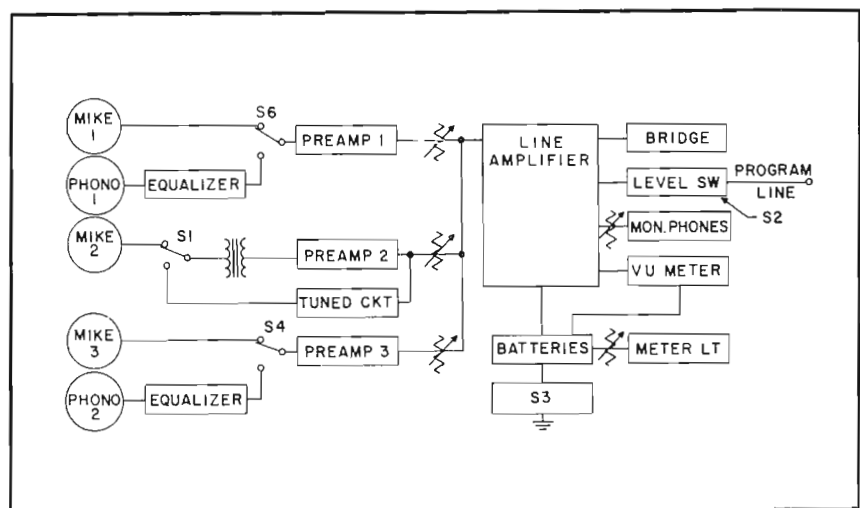 MIKE
1
S6
PREAMP 1
PHONO
1
EQUALIZER
MIKE
2
S1
PREAMP 2
TUNED CKT
MIKE
3
S4
PREAMP 3
PHONO
2
EQUALIZER
LINE
AMPLIFIER
BRIDGE
LEVEL SW
PROGRAM
LINE
S2
MON. PHONES
VU METER
BATTERIES
METER LT
S3